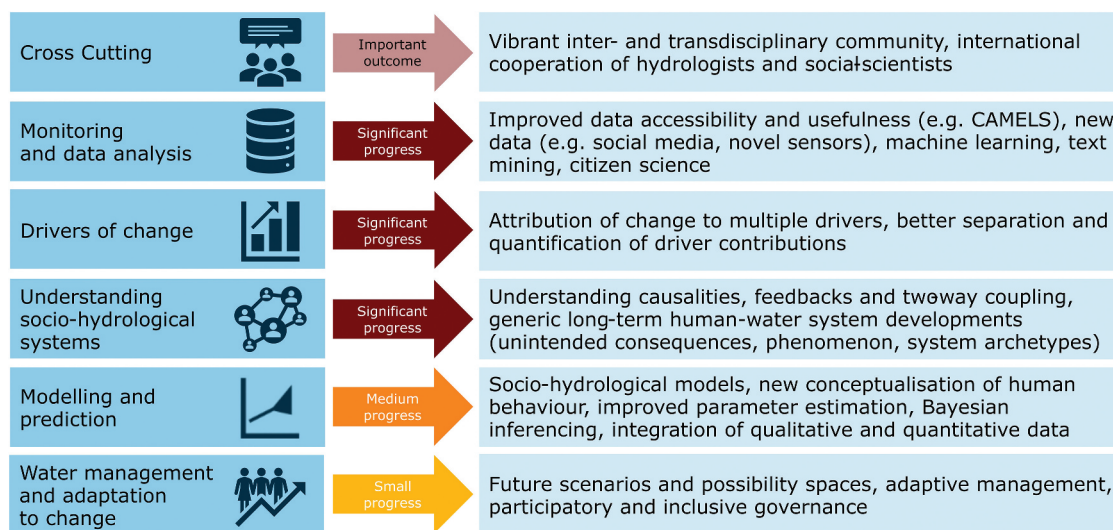 Cross Cutting
Important
outcome
Vibrant inter- and transdisciplinary community, international
cooperation of hydrologists and social-scientists
Monitoring
and data analysis
Significant
progress
Improved data accessibility and usefulness (e.g. CAMELS), new
data (e.g. social media, novel sensors), machine learning, text
mining, citizen science
Drivers of change
Significant
progress
Attribution of change to multiple drivers, better separation and
quantification of driver contributions
Understanding
socio-hydrological
systems
Significant
progress
Understanding causalities, feedbacks and two-way coupling,
generic long-term human-water system developments
(unintended consequences, phenomenon, system archetypes)
Modelling and
prediction
Medium
progress
Socio-hydrological models, new conceptualisation of human
behaviour, improved parameter estimation, Bayesian
inferencing, integration of qualitative and quantitative data
Water management
and adaptation
to change
Small
progress
Future scenarios and possibility spaces, adaptive management,
participatory and inclusive governance